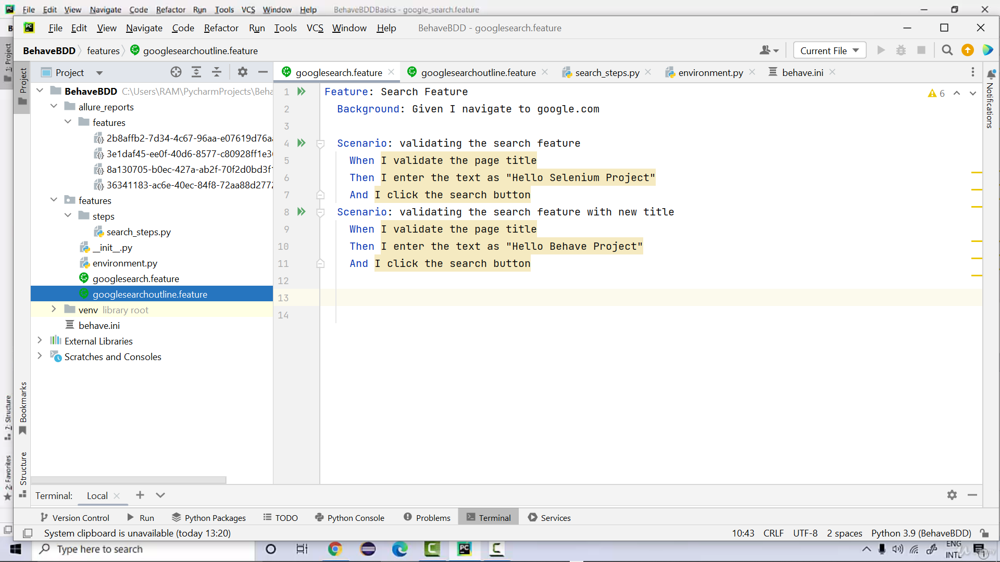 File Edit View Navigate Code Refactor Run Tools VCS Window Help BehaveBDDBasics - google_search.feature
File Edit View Navigate Code Refactor Run Tools VCS Window Help BehaveBDD - googlesearch.feature
BehaveBDD features googlesearchoutline.feature Current File
1: Project
7: Structure
2: Favorites
Project
Bookmarks
Structure
Project
BehaveBDD C:\Users\RAM\PycharmProjects\Beha
allure_reports
features
2b8affb2-7d34-4c67-96aa-e07619d76a
3e1daf45-ee0f-40d6-8577-c80928ff1e3
8a130705-b0ec-427a-ab2f-70f2d0bd3f
36341183-ac6e-40ec-84f8-72aa88d2772
features
steps
search_steps.py
__init__.py
environment.py
googlesearch.feature
googlesearchoutline.feature
venv library root
behave.ini
External Libraries
Scratches and Consoles
googlesearch.feature googlesearchoutline.feature search_steps.py environment.py behave.ini
6
1 Feature: Search Feature
2 Background: Given I navigate to google.com
3
4 Scenario: validating the search feature
5 When I validate the page title
6 Then I enter the text as "Hello Selenium Project"
7 And I click the search button
8 Scenario: validating the search feature with new title
9 When I validate the page title
10 Then I enter the text as "Hello Behave Project"
11 And I click the search button
12
13
14
Notifications
Terminal: Local
Version Control Run Python Packages TODO Python Console Problems Terminal Services
System clipboard is unavailable (today 13:20) 10:43 CRLF UTF-8 2 spaces Python 3.9 (BehaveBDD)
Type here to search
ENG
INTL